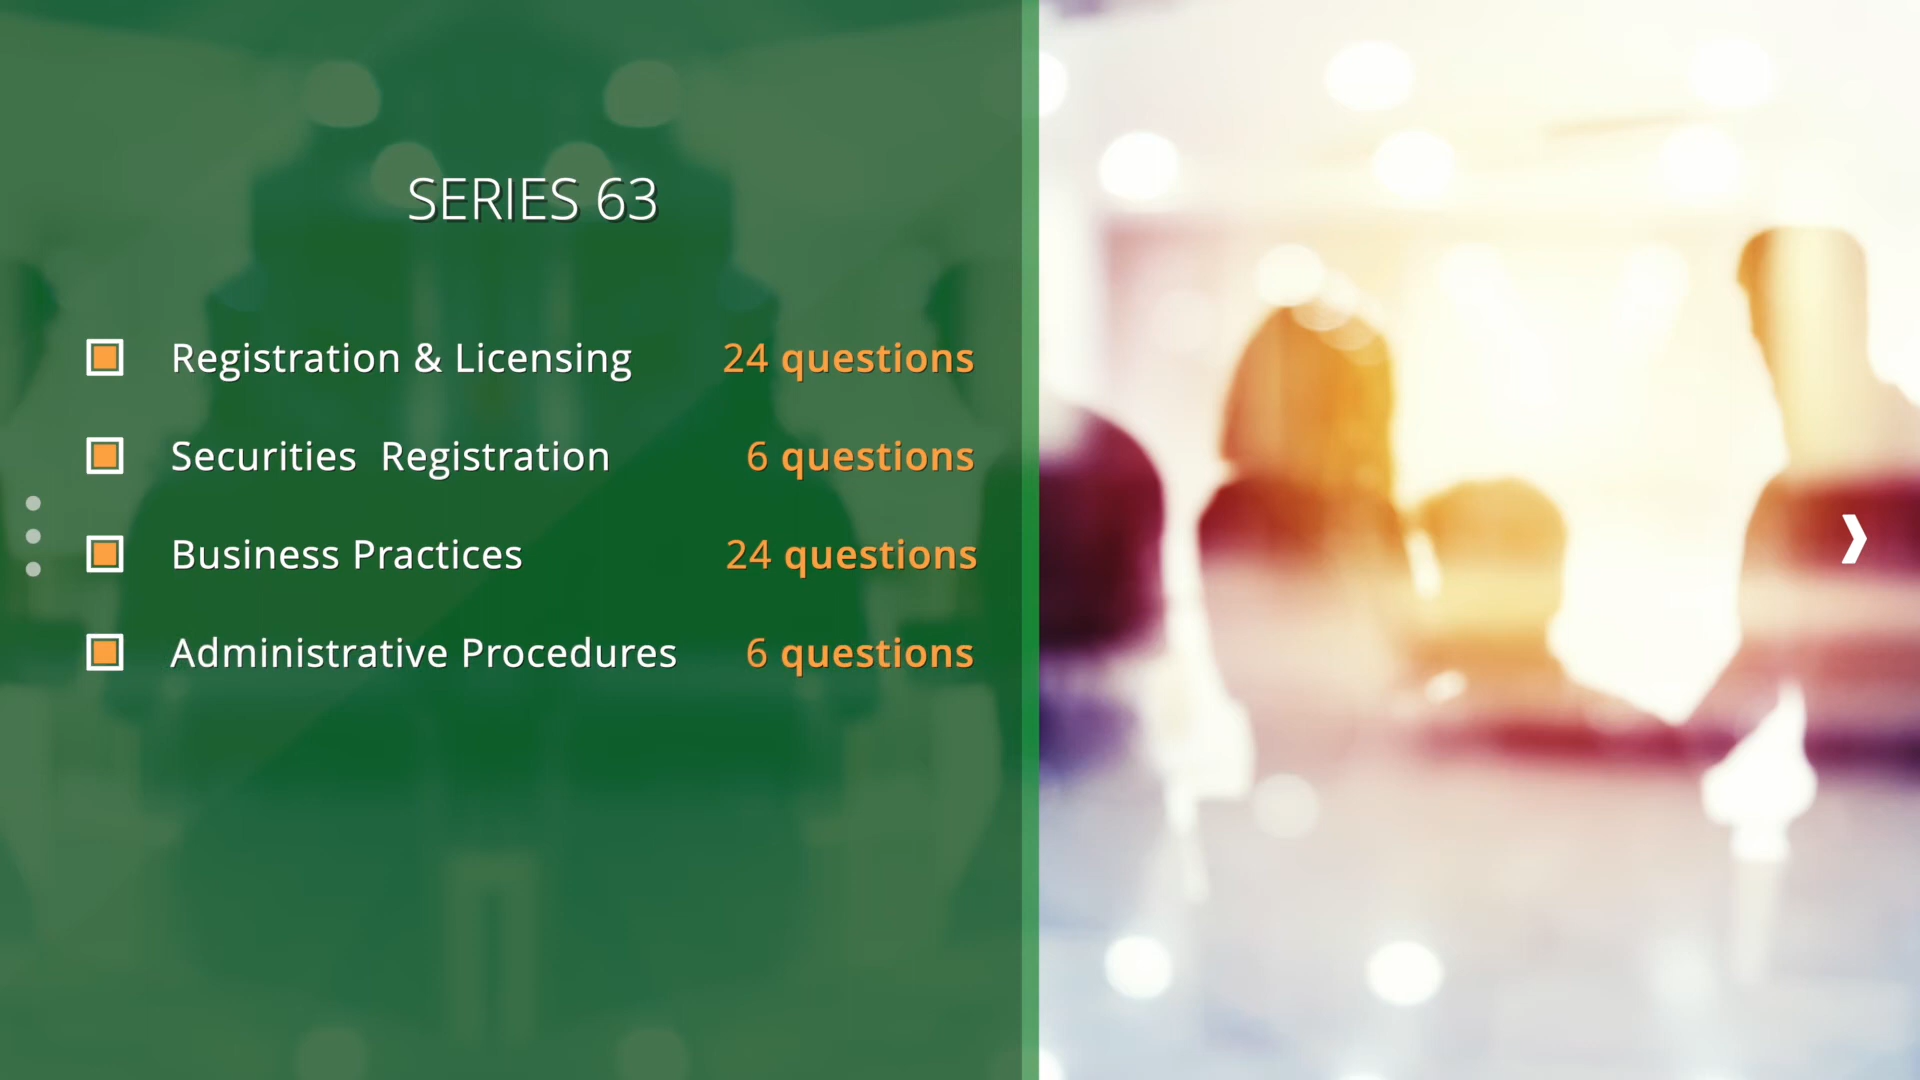 SERIES 63
Registration & Licensing 24 questions
Securities Registration 6 questions
Business Practices 24 questions
Administrative Procedures 6 questions